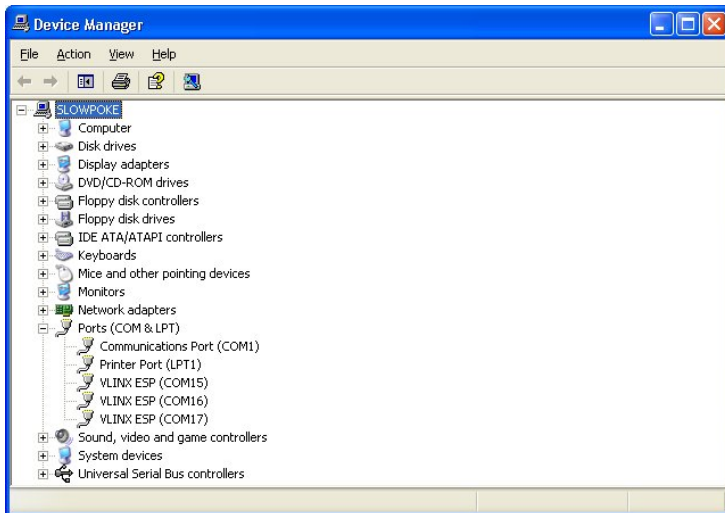 Device Manager
File Action View Help
SLOWPOKE
Computer
Disk drives
Display adapters
DVD/CD-ROM drives
Floppy disk controllers
Floppy disk drives
IDE ATA/ATAPI controllers
Keyboards
Mice and other pointing devices
Monitors
Network adapters
Ports (COM & LPT)
Communications Port (COM1)
Printer Port (LPT1)
VLINX ESP (COM15)
VLINX ESP (COM16)
VLINX ESP (COM17)
Sound, video and game controllers
System devices
Universal Serial Bus controllers